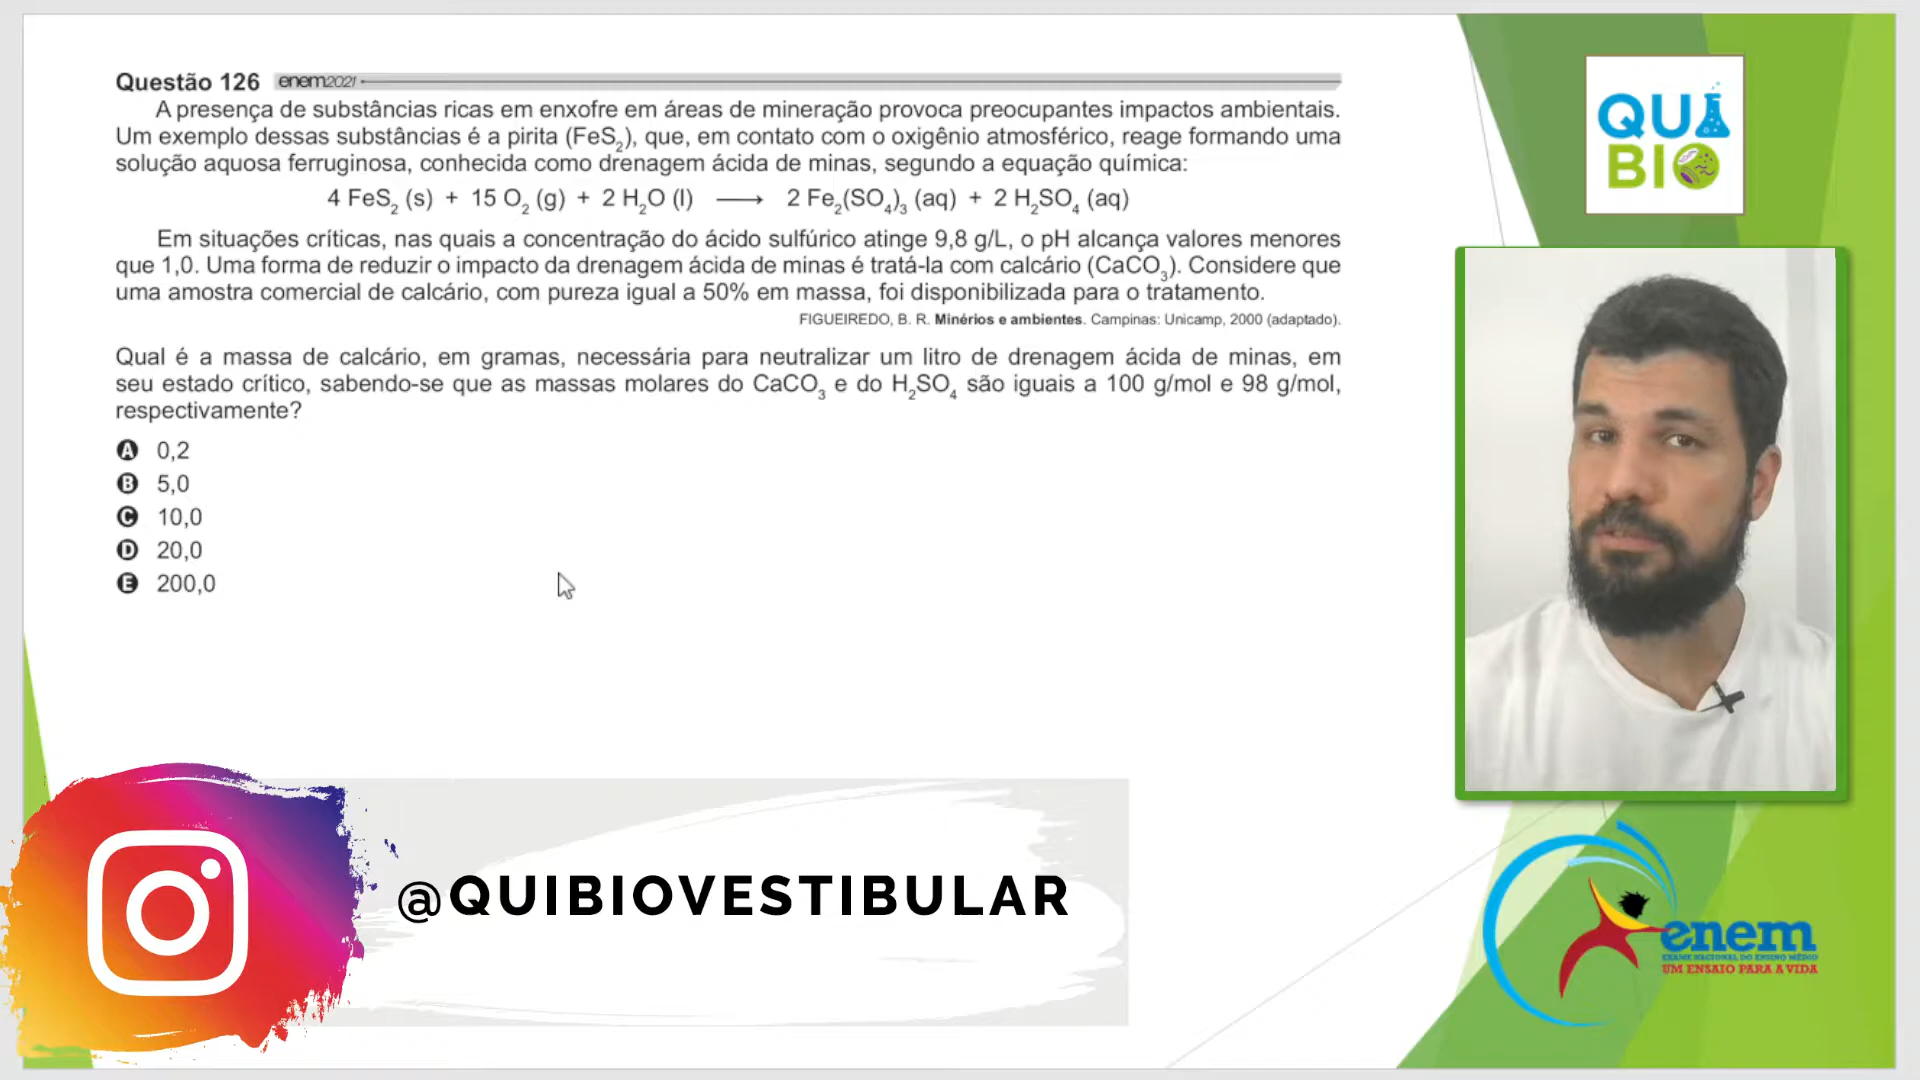 Questão 126 enem2021
A presença de substâncias ricas em enxofre em áreas de mineração provoca preocupantes impactos ambientais.
Um exemplo dessas substâncias é a pirita (FeS₂), que, em contato com o oxigênio atmosférico, reage formando uma
solução aquosa ferruginosa, conhecida como drenagem ácida de minas, segundo a equação química:
4 FeS₂ (s) + 15 O₂ (g) + 2 H₂O (l) ⟶ 2 Fe₂(SO₄)₃ (aq) + 2 H₂SO₄ (aq)
Em situações críticas, nas quais a concentração do ácido sulfúrico atinge 9,8 g/L, o pH alcança valores menores
que 1,0. Uma forma de reduzir o impacto da drenagem ácida de minas é tratá-la com calcário (CaCO₃). Considere que
uma amostra comercial de calcário, com pureza igual a 50% em massa, foi disponibilizada para o tratamento.
FIGUEIREDO, B. R. Minérios e ambientes. Campinas: Unicamp, 2000 (adaptado).
Qual é a massa de calcário, em gramas, necessária para neutralizar um litro de drenagem ácida de minas, em
seu estado crítico, sabendo-se que as massas molares do CaCO₃ e do H₂SO₄ são iguais a 100 g/mol e 98 g/mol,
respectivamente?
A 0,2
B 5,0
C 10,0
D 20,0
E 200,0
@QUIBIOVESTIBULAR
QUI
BIO
enem
EXAME NACIONAL DO ENSINO MÉDIO
UM ENSAIO PARA A VIDA